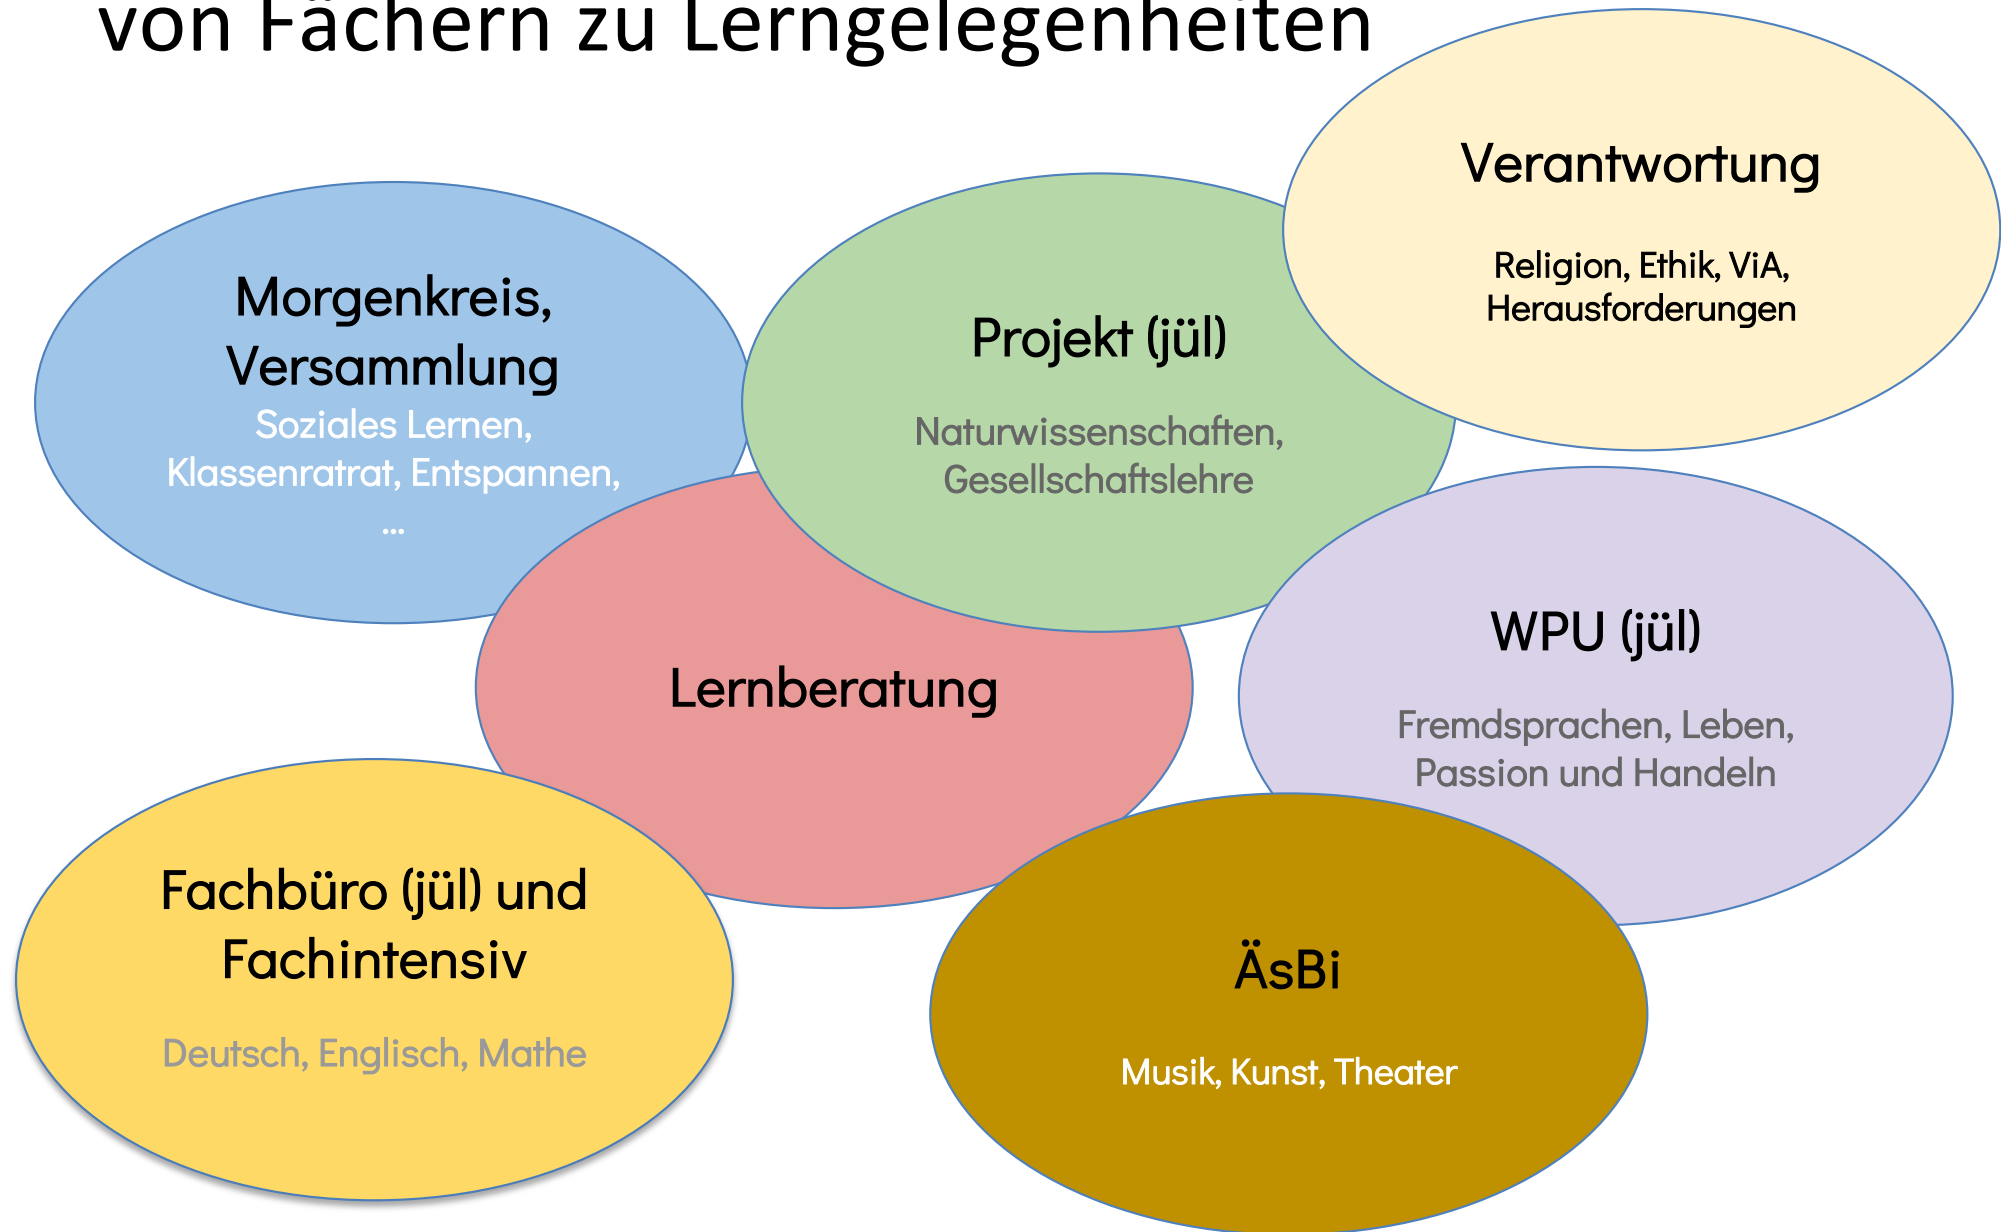 von Fächern zu Lerngelegenheiten
Verantwortung
Religion, Ethik, ViA,
Herausforderungen
Morgenkreis,
Versammlung
Soziales Lernen,
Klassenratrat, Entspannen,
...
Projekt (jül)
Naturwissenschaften,
Gesellschaftslehre
Lernberatung
WPU (jül)
Fremdsprachen, Leben,
Passion und Handeln
Fachbüro (jül) und
Fachintensiv
Deutsch, Englisch, Mathe
ÄsBi
Musik, Kunst, Theater